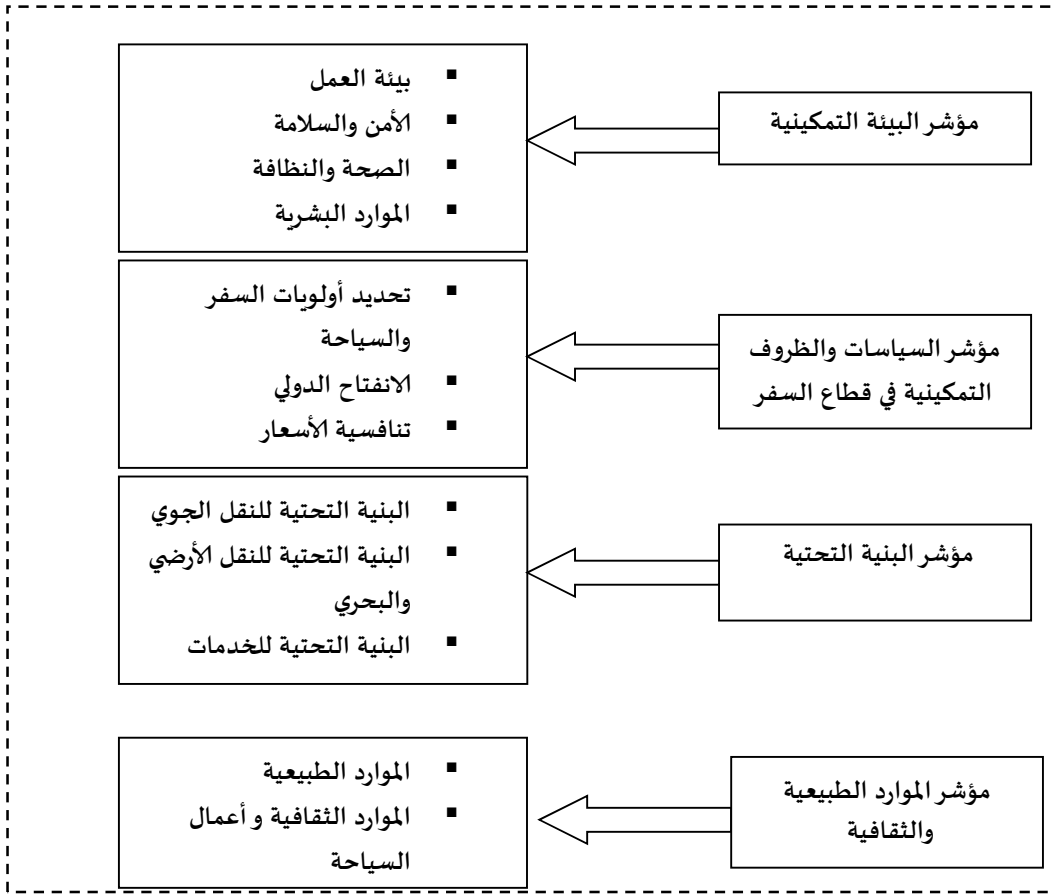 مؤشر البيئة التمكينية
▪ بيئة العمل
▪ الأمن والسلامة
▪ الصحة والنظافة
▪ الموارد البشرية
مؤشر السياسات والظروف
التمكينية في قطاع السفر
▪ تحديد أولويات السفر
والسياحة
▪ الانفتاح الدولي
▪ تنافسية الأسعار
مؤشر البنية التحتية
▪ البنية التحتية للنقل الجوي
▪ البنية التحتية للنقل الأرضي
والبحري
▪ البنية التحتية للخدمات
مؤشر الموارد الطبيعية
والثقافية
▪ الموارد الطبيعية
▪ الموارد الثقافية و أعمال
السياحة